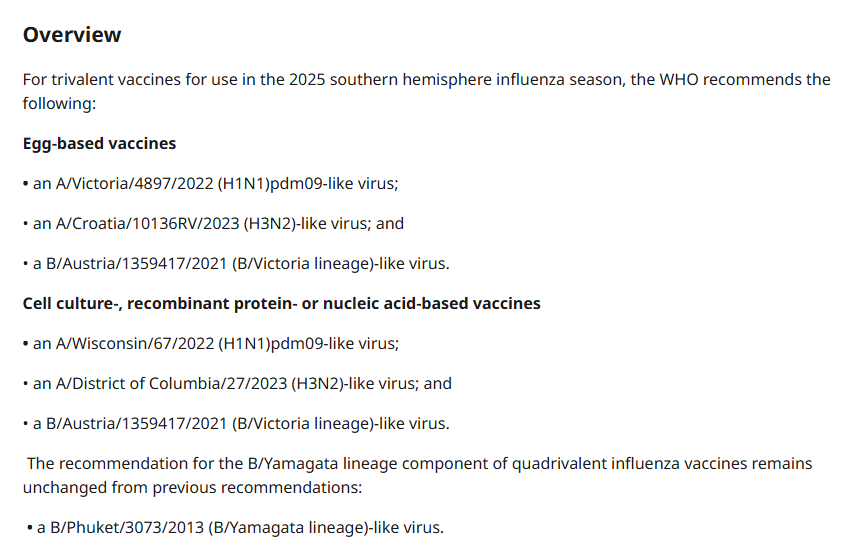 Overview
For trivalent vaccines for use in the 2025 southern hemisphere influenza season, the WHO recommends the
following:
Egg-based vaccines
• an A/Victoria/4897/2022 (H1N1)pdm09-like virus;
• an A/Croatia/10136RV/2023 (H3N2)-like virus; and
• a B/Austria/1359417/2021 (B/Victoria lineage)-like virus.
Cell culture-, recombinant protein- or nucleic acid-based vaccines
• an A/Wisconsin/67/2022 (H1N1)pdm09-like virus;
• an A/District of Columbia/27/2023 (H3N2)-like virus; and
• a B/Austria/1359417/2021 (B/Victoria lineage)-like virus.
The recommendation for the B/Yamagata lineage component of quadrivalent influenza vaccines remains
unchanged from previous recommendations:
• a B/Phuket/3073/2013 (B/Yamagata lineage)-like virus.